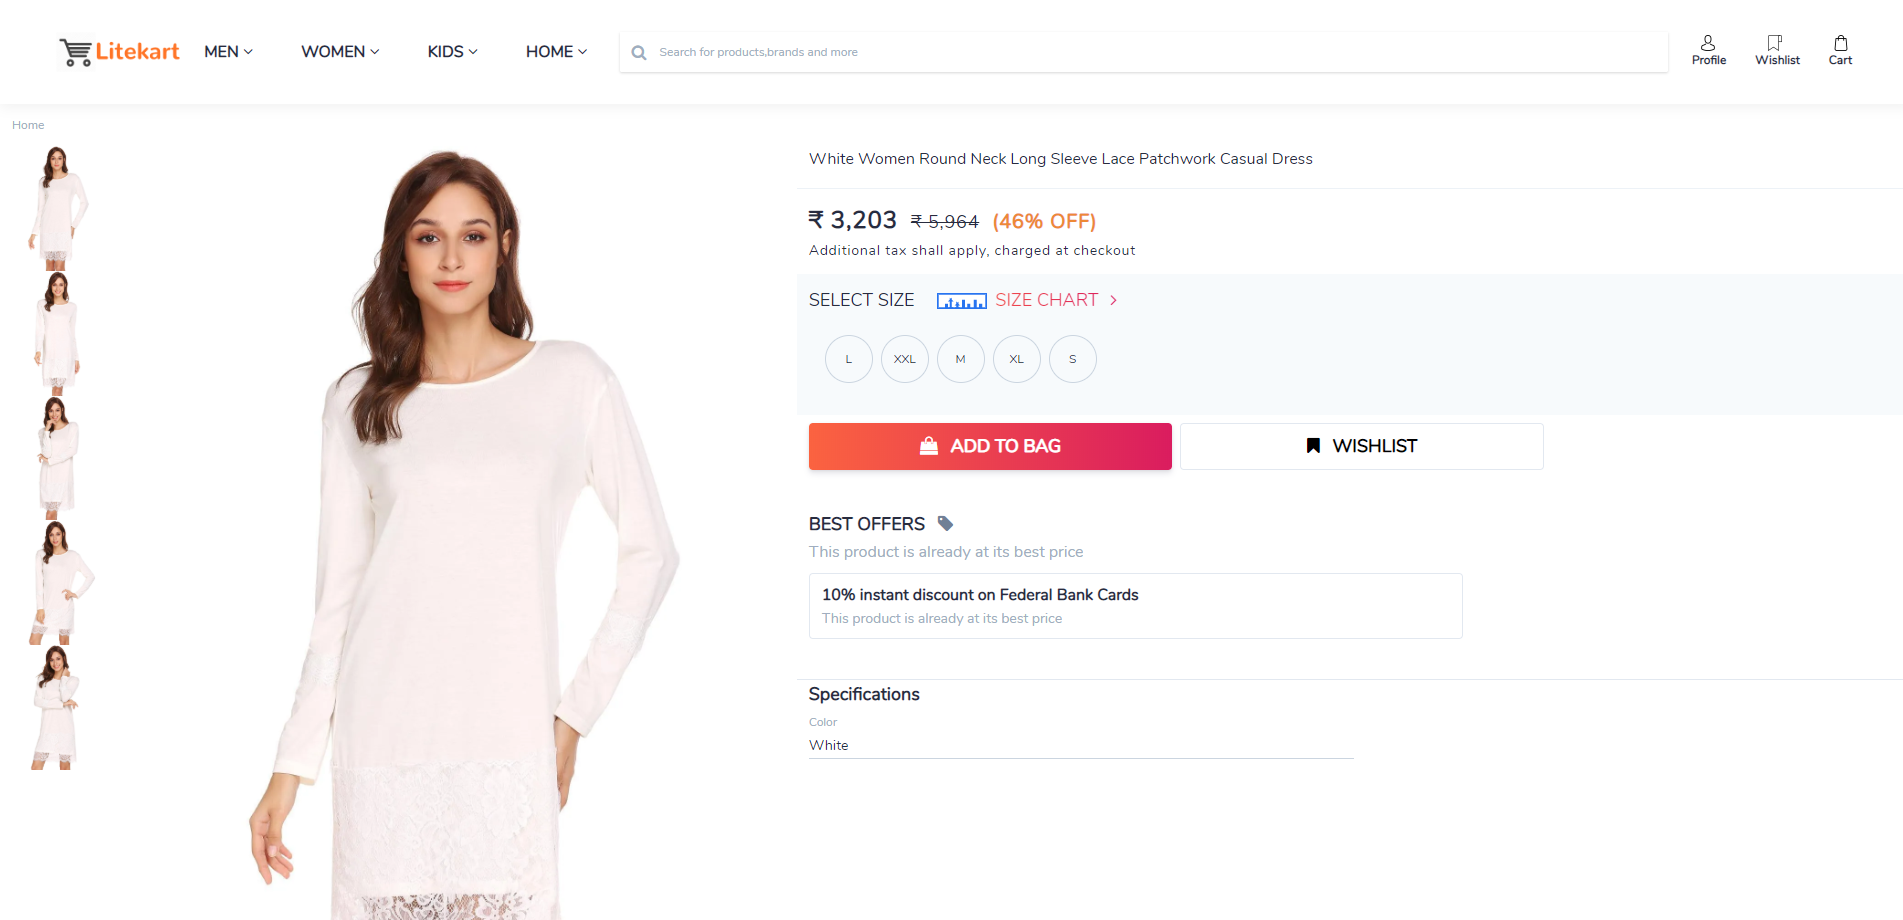 Litekart MEN WOMEN KIDS HOME Search for products,brands and more Profile Wishlist Cart
Home
White Women Round Neck Long Sleeve Lace Patchwork Casual Dress
₹ 3,203 ₹ 5,964 (46% OFF)
Additional tax shall apply, charged at checkout
SELECT SIZE SIZE CHART
L XXL M XL S
ADD TO BAG WISHLIST
BEST OFFERS
This product is already at its best price
10% instant discount on Federal Bank Cards
This product is already at its best price
Specifications
Color
White